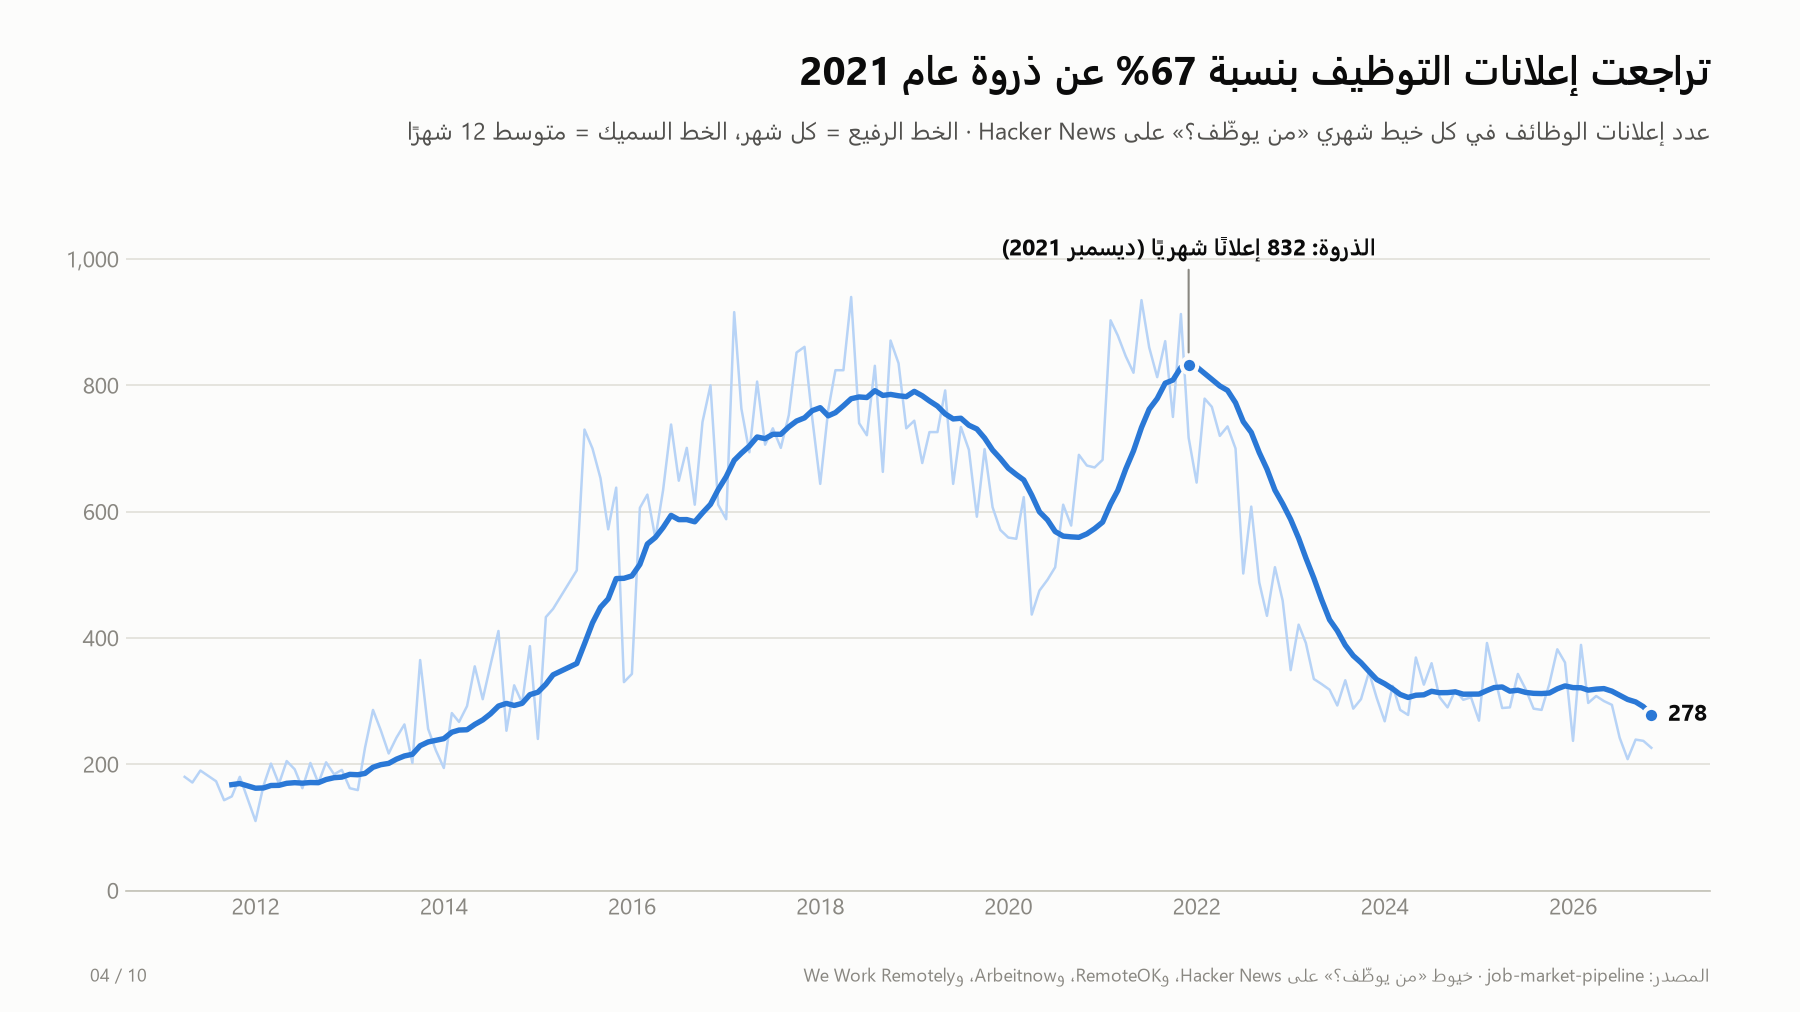 تراجعت إعلانات التوظيف بنسبة 67% عن ذروة عام 2021
عدد إعلانات الوظائف في كل خيط شهري «من يوظّف؟» على Hacker News · الخط الرفيع = كل شهر، الخط السميك = متوسط 12 شهرًا
الذروة: 832 إعلانًا شهريًا (ديسمبر 2021)
1,000
800
600
400
200
0
278
2012 2014 2016 2018 2020 2022 2024 2026
المصدر: job-market-pipeline · خيوط «من يوظّف؟» على Hacker News، وRemoteOK، وArbeitnow، وWe Work Remotely
04 / 10